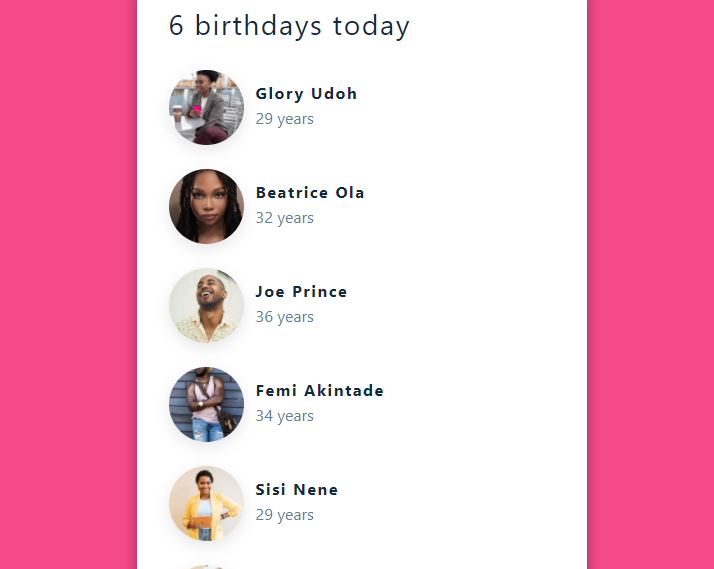 6 birthdays today
Glory Udoh
29 years
Beatrice Ola
32 years
Joe Prince
36 years
Femi Akintade
34 years
Sisi Nene
29 years